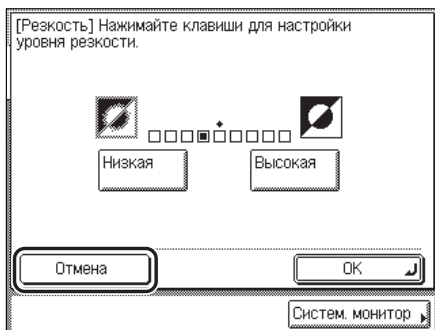 [Резкость] Нажимайте клавиши для настройки
уровня резкости.
Низкая
Высокая
Отмена
OK
Систем. монитор